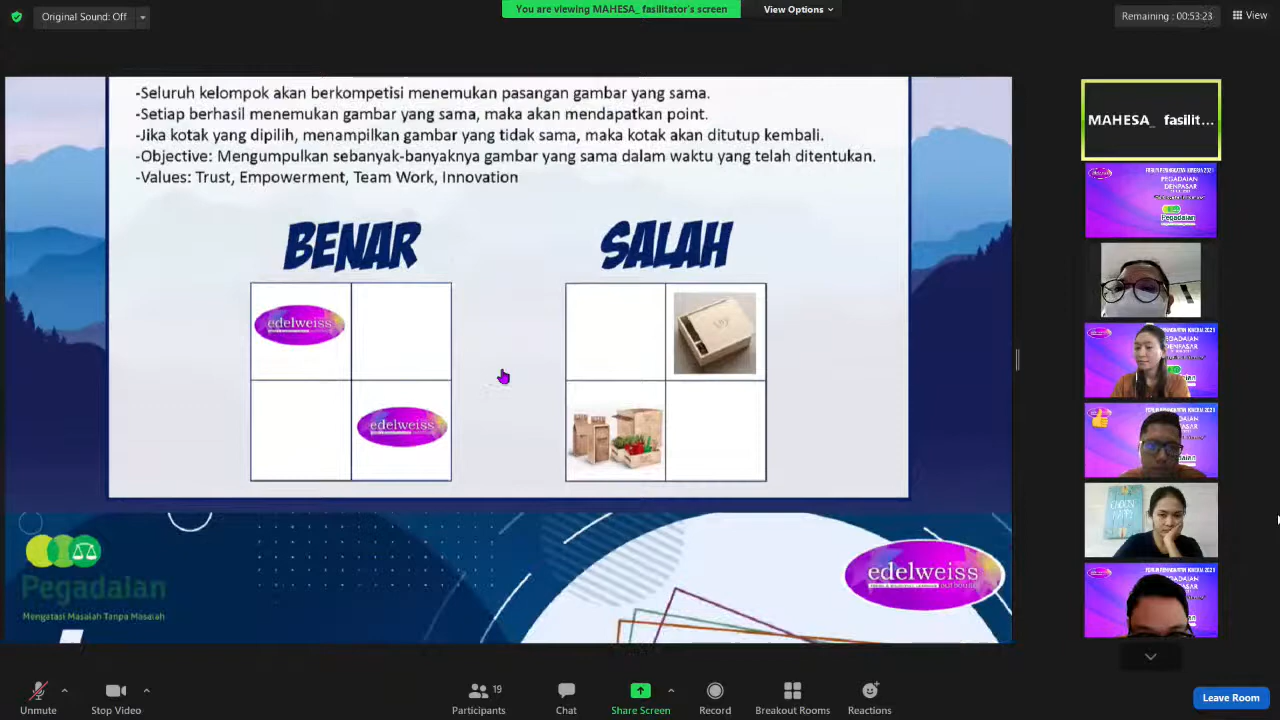 Original Sound: Off
You are viewing MAHESA_ fasilitator's screen
View Options
Remaining : 00:53:23
View
-Seluruh kelompok akan berkompetisi menemukan pasangan gambar yang sama.
-Setiap berhasil menemukan gambar yang sama, maka akan mendapatkan point.
-Jika kotak yang dipilih, menampilkan gambar yang tidak sama, maka kotak akan ditutup kembali.
-Objective: Mengumpulkan sebanyak-banyaknya gambar yang sama dalam waktu yang telah ditentukan.
-Values: Trust, Empowerment, Team Work, Innovation
BENAR
SALAH
edelweiss
edelweiss
Pegadaian
Mengatasi Masalah Tanpa Masalah
edelweiss
MAHESA_ fasilit...
PEGADAIAN
DENPASAR
Pegadaian
CHOOSE
HAPPY
Unmute
Stop Video
Participants
19
Chat
Share Screen
Record
Breakout Rooms
Reactions
Leave Room